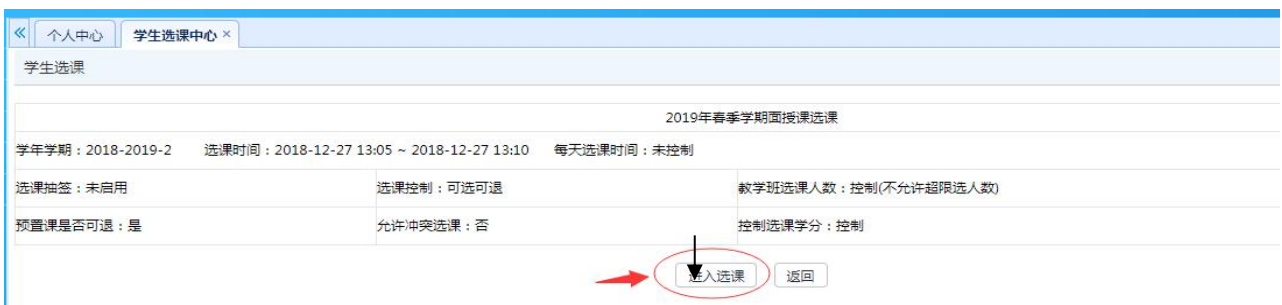 « 个人中心 学生选课中心 ×
学生选课
2019年春季学期面授课选课
学年学期：2018-2019-2 选课时间：2018-12-27 13:05 ~ 2018-12-27 13:10 每天选课时间：未控制
选课抽签：未启用 选课控制：可选可退 教学班选课人数：控制(不允许超限选人数)
预置课是否可退：是 允许冲突选课：否 控制选课学分：控制
进入选课 返回